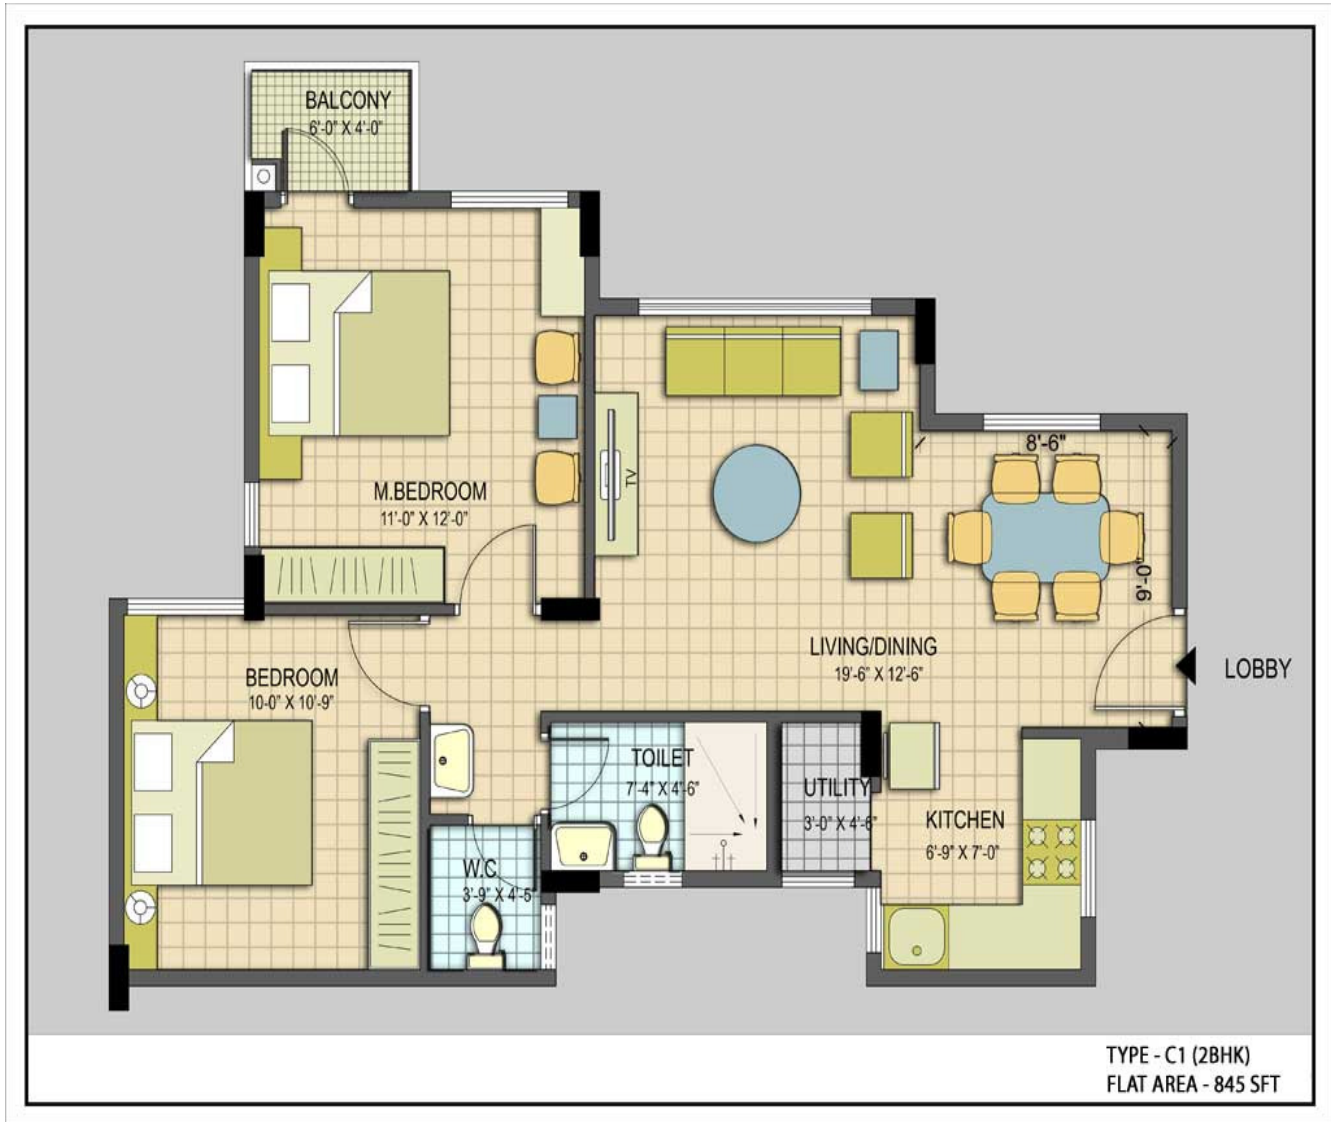 BALCONY
6'-0" X 4'-0"
8'-6"
M.BEDROOM
11'-0" X 12'-0"
TV
9'-0"
LIVING/DINING
19'-6" X 12'-6"
LOBBY
BEDROOM
10-0" X 10'-9"
TOILET
7'-4" X 4'-6"
UTILITY
3'-0" X 4'-6"
KITCHEN
6'-9" X 7'-0"
W.C
3'-9" X 4'-5"
TYPE - C1 (2BHK)
FLAT AREA - 845 SFT